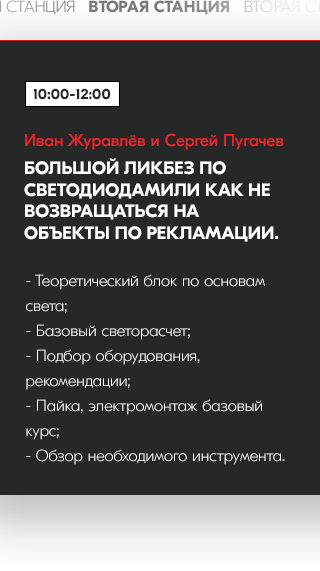 СТАНЦИЯ ВТОРАЯ СТАНЦИЯ ВТОРАЯ
10:00-12:00
Иван Журавлёв и Сергей Пугачев
БОЛЬШОЙ ЛИКБЕЗ ПО
СВЕТОДИОДАМИЛИ КАК НЕ
ВОЗВРАЩАТЬСЯ НА
ОБЪЕКТЫ ПО РЕКЛАМАЦИИ.
- Теоретический блок по основам
света;
- Базовый светорасчет;
- Подбор оборудования,
рекомендации;
- Пайка, электромонтаж базовый
курс;
- Обзор необходимого инструмента.